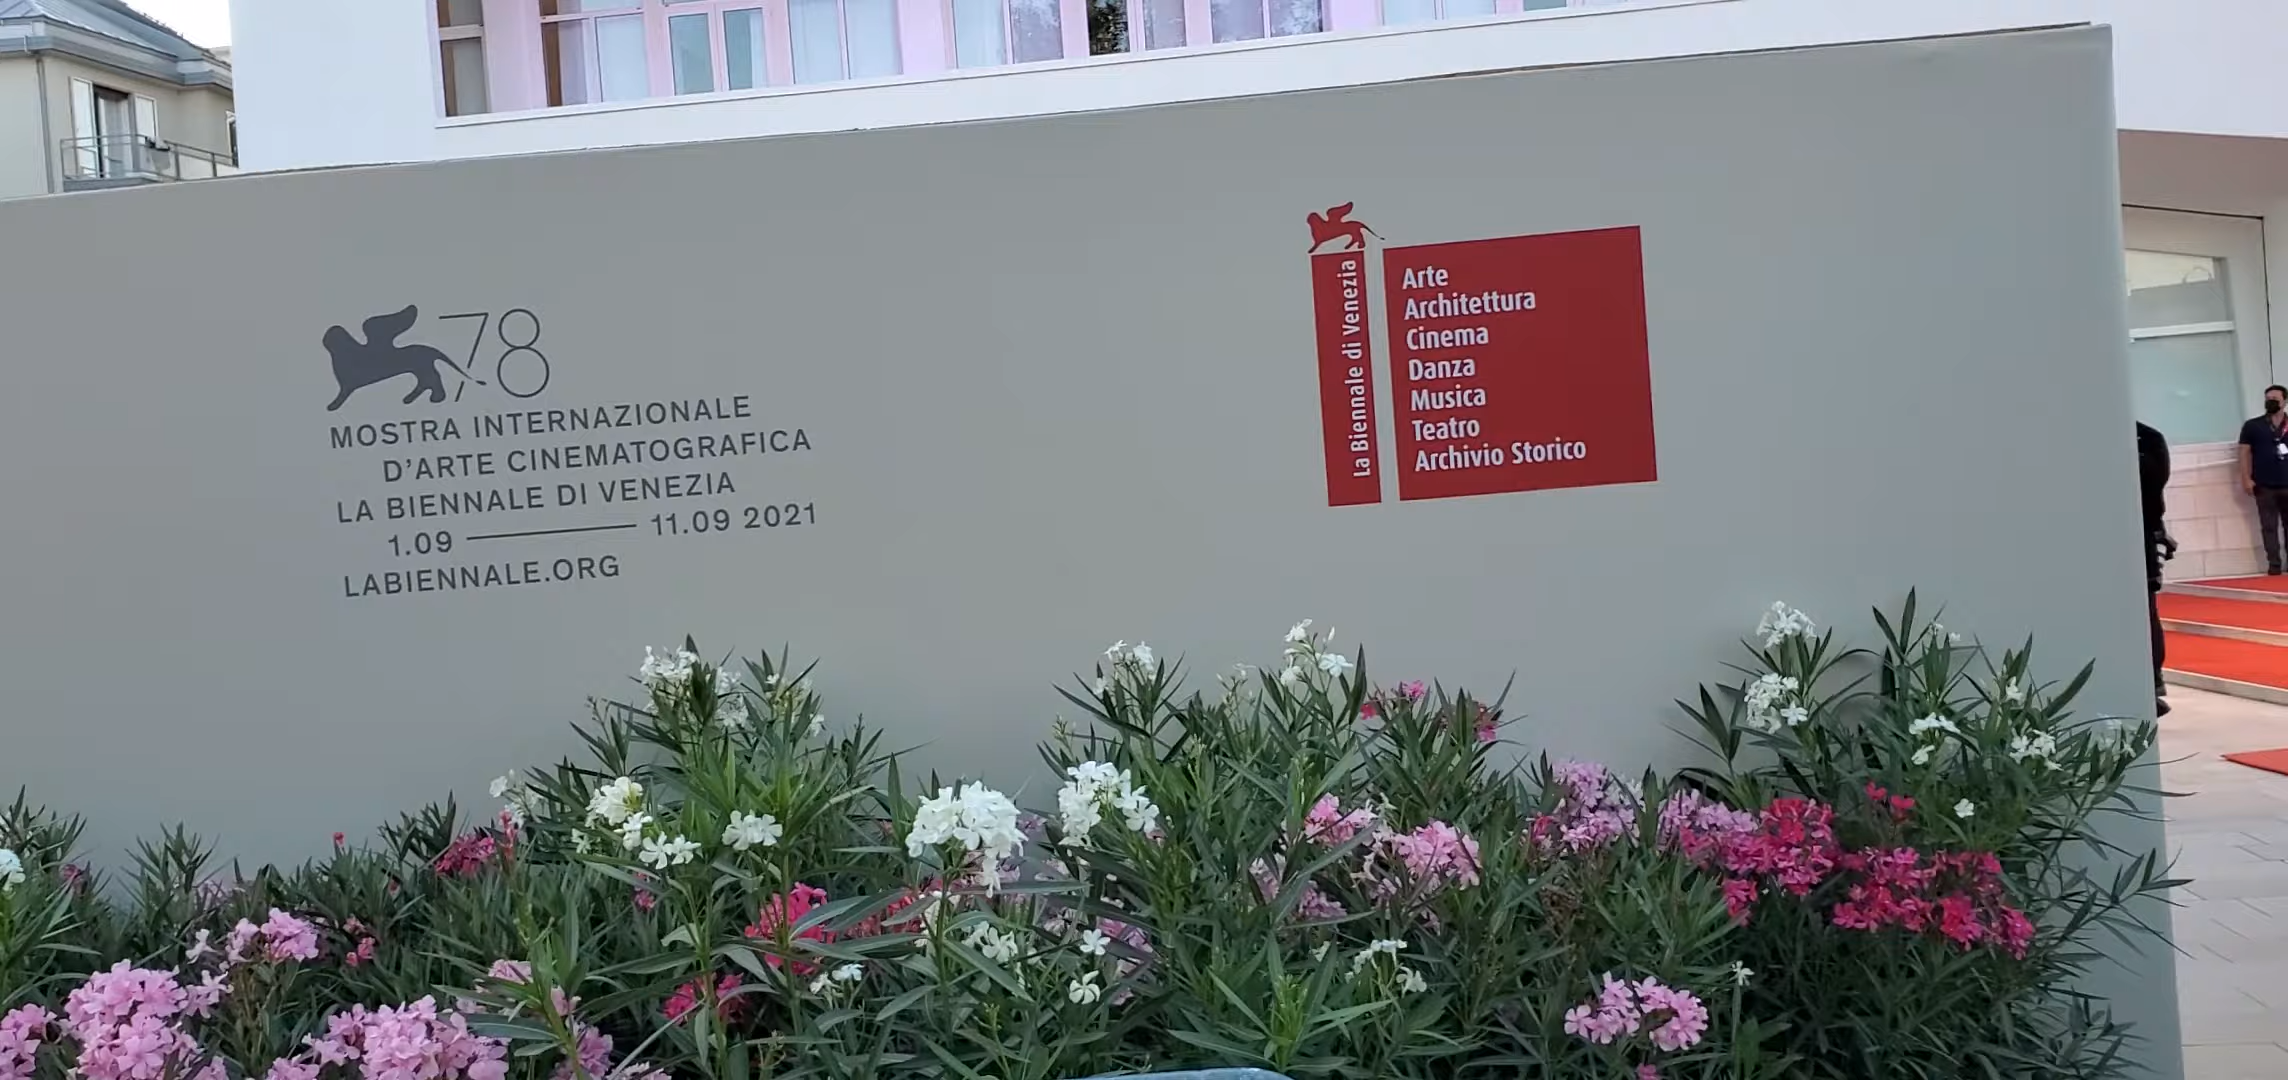 78
MOSTRA INTERNAZIONALE
D'ARTE CINEMATOGRAFICA
LA BIENNALE DI VENEZIA
1.09 — 11.09 2021
LABIENNALE.ORG
La Biennale di Venezia
Arte
Architettura
Cinema
Danza
Musica
Teatro
Archivio Storico